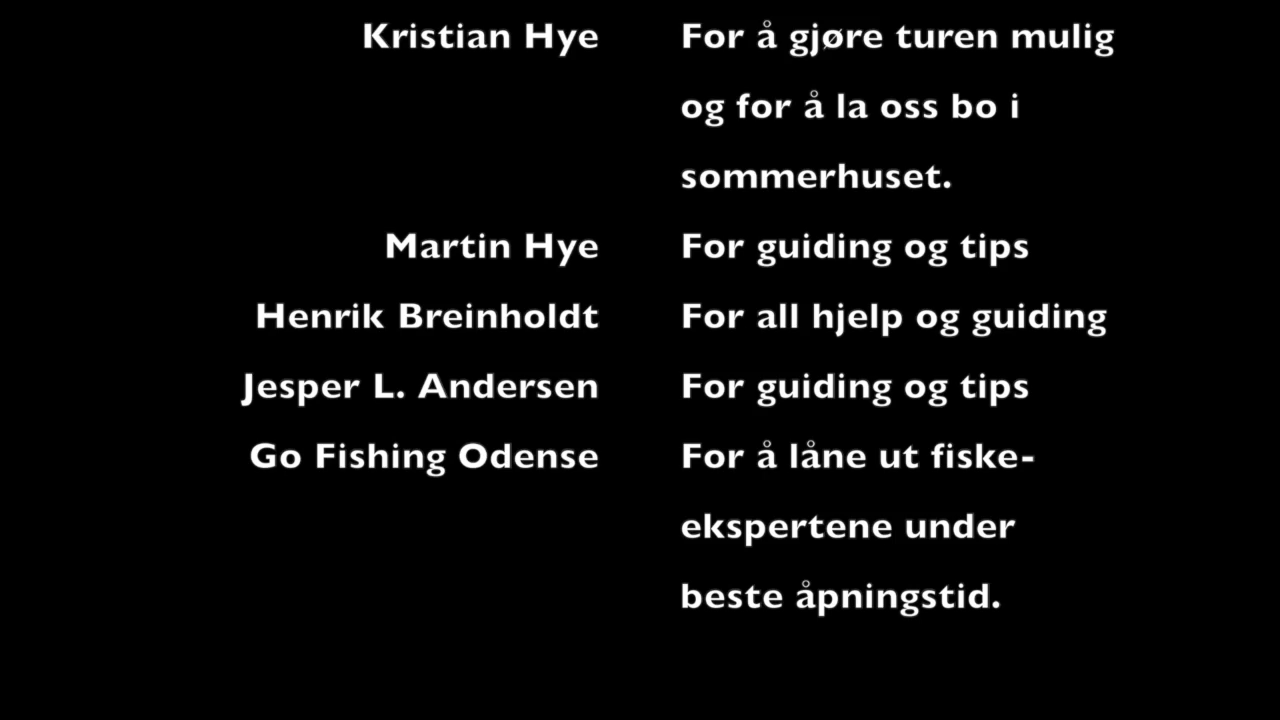 Kristian Hye For å gjøre turen mulig
og for å la oss bo i
sommerhuset.
Martin Hye For guiding og tips
Henrik Breinholdt For all hjelp og guiding
Jesper L. Andersen For guiding og tips
Go Fishing Odense For å låne ut fiske-
ekspertene under
beste åpningstid.